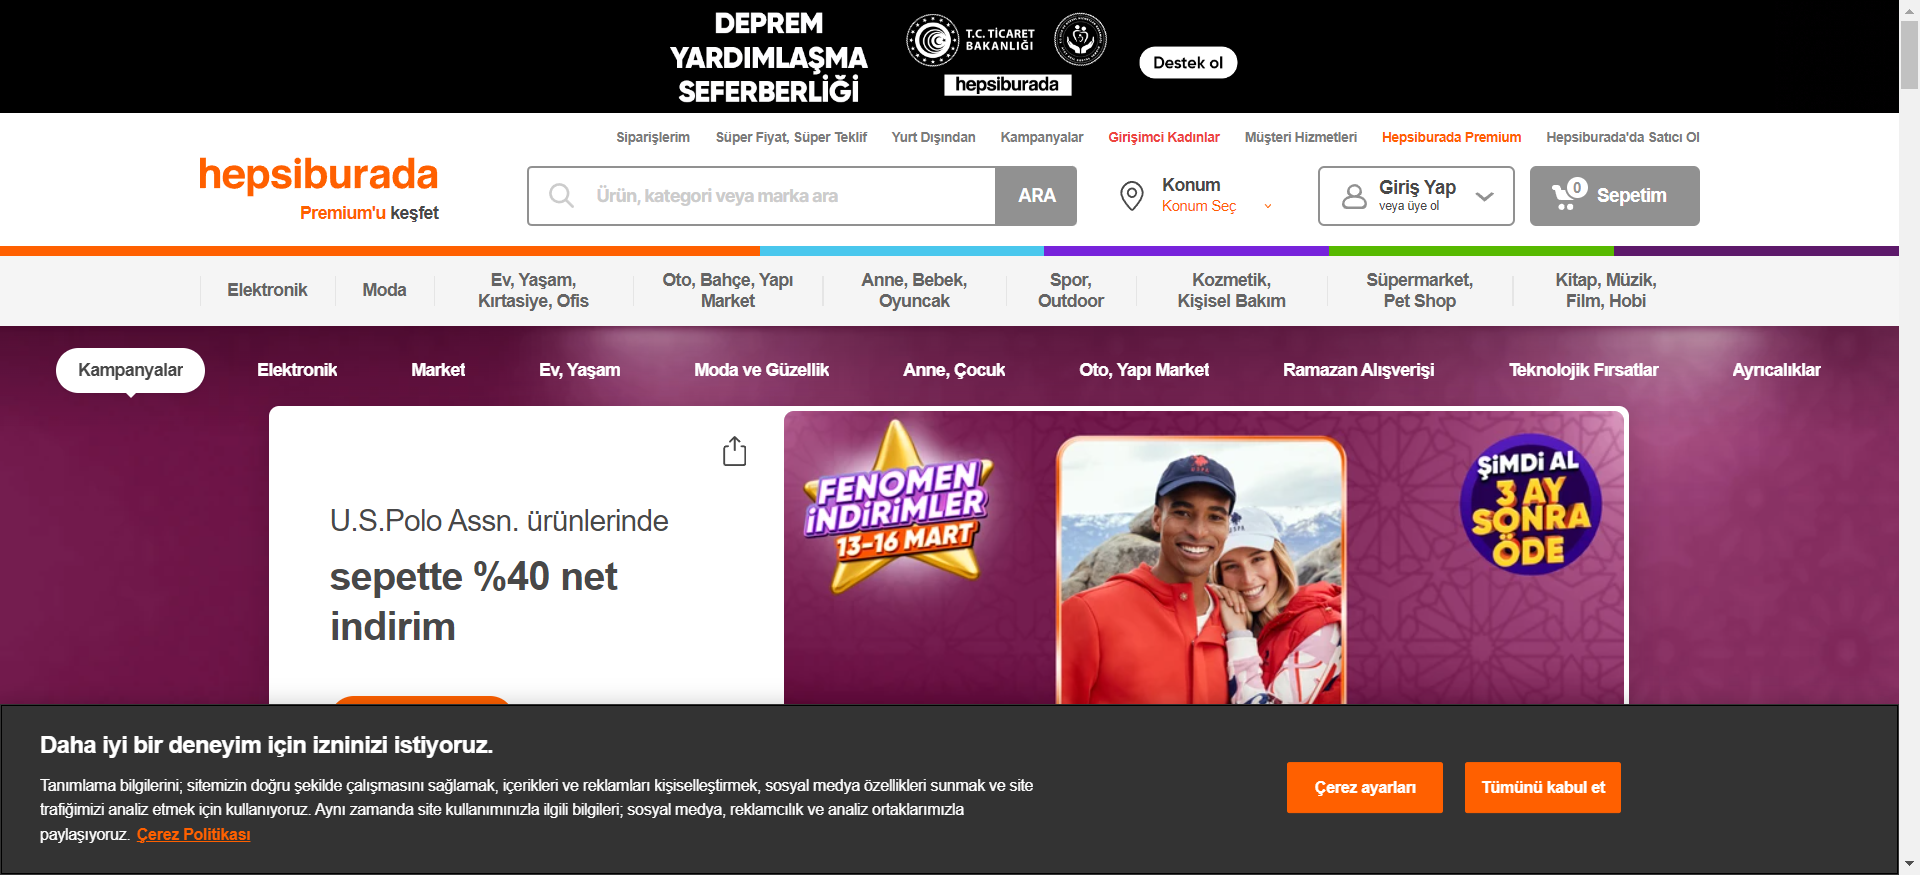 DEPREM
YARDIMLAŞMA
SEFERBERLİĞİ
T.C. TİCARET
BAKANLIĞI
hepsiburada
Destek ol
Siparişlerim
Süper Fiyat, Süper Teklif
Yurt Dışından
Kampanyalar
Girişimci Kadınlar
Müşteri Hizmetleri
Hepsiburada Premium
Hepsiburada'da Satıcı Ol
hepsiburada
Premium'u keşfet
Ürün, kategori veya marka ara
ARA
Konum
Konum Seç
Giriş Yap
veya üye ol
0
Sepetim
Elektronik
Moda
Ev, Yaşam,
Kırtasiye, Ofis
Oto, Bahçe, Yapı
Market
Anne, Bebek,
Oyuncak
Spor,
Outdoor
Kozmetik,
Kişisel Bakım
Süpermarket,
Pet Shop
Kitap, Müzik,
Film, Hobi
Kampanyalar
Elektronik
Market
Ev, Yaşam
Moda ve Güzellik
Anne, Çocuk
Oto, Yapı Market
Ramazan Alışverişi
Teknolojik Fırsatlar
Ayrıcalıklar
U.S.Polo Assn. ürünlerinde
sepette %40 net
indirim
FENOMEN
İNDİRİMLER
13-16 MART
ŞİMDİ AL
3 AY
SONRA
ÖDE
Daha iyi bir deneyim için izninizi istiyoruz.
Tanımlama bilgilerini; sitemizin doğru şekilde çalışmasını sağlamak, içerikleri ve reklamları kişiselleştirmek, sosyal medya özellikleri sunmak ve site
trafiğimizi analiz etmek için kullanıyoruz. Aynı zamanda site kullanımınızla ilgili bilgileri; sosyal medya, reklamcılık ve analiz ortaklarımızla
paylaşıyoruz. Çerez Politikası
Çerez ayarları
Tümünü kabul et